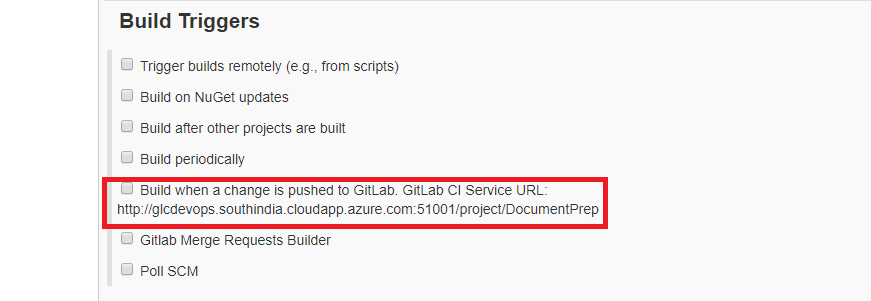 Build Triggers
Trigger builds remotely (e.g., from scripts)
Build on NuGet updates
Build after other projects are built
Build periodically
Build when a change is pushed to GitLab. GitLab CI Service URL:
http://glcdevops.southindia.cloudapp.azure.com:51001/project/DocumentPrep
Gitlab Merge Requests Builder
Poll SCM